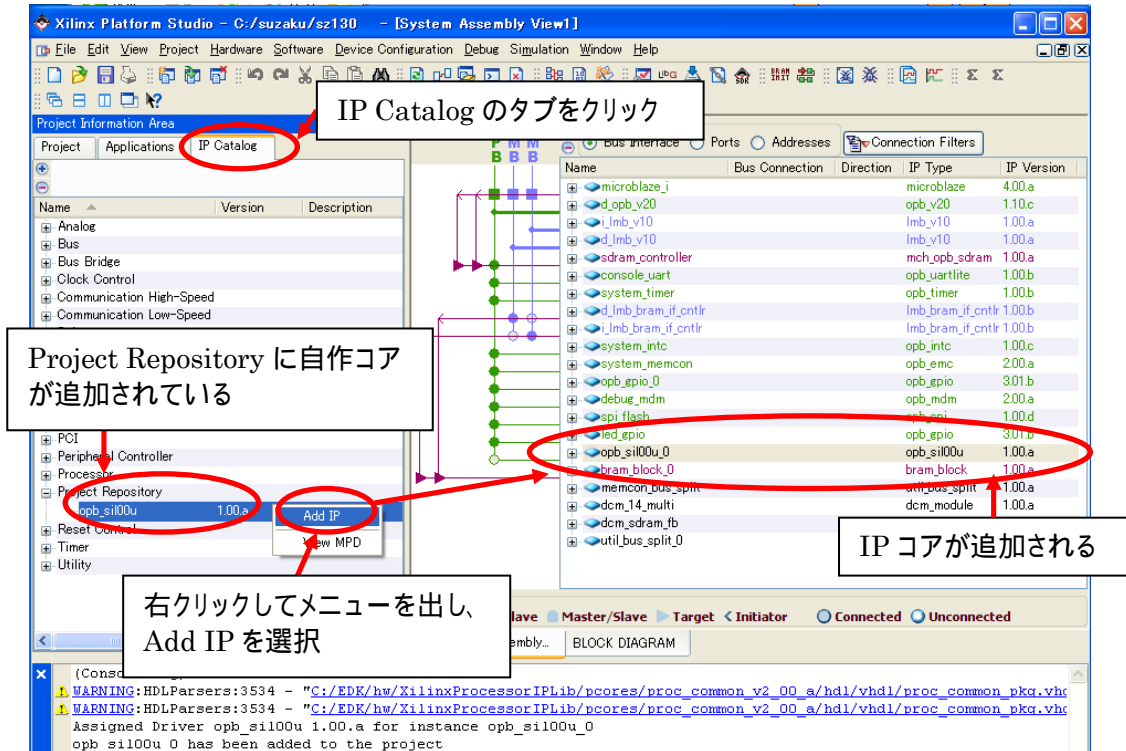 Xilinx Platform Studio - C:/suzaku/sz130 - [System Assembly View1]
File Edit View Project Hardware Software Device Configuration Debug Simulation Window Help
IP Catalog のタブをクリック
Project Information Area
Project Applications IP Catalog
Bus Interface Ports Addresses Connection Filters
P M M
B B B
Name Version Description
Analog
Bus
Bus Bridge
Clock Control
Communication High-Speed
Communication Low-Speed
Project Repository に自作コア
が追加されている
PCI
Peripheral Controller
Processor
Project Repository
opb_sil00u 1.00.a
Reset Control
Timer
Utility
Add IP
View MPD
右クリックしてメニューを出し、
Add IP を選択
Name Bus Connection Direction IP Type IP Version
microblaze_i microblaze 4.00.a
d_opb_v20 opb_v20 1.10.c
i_lmb_v10 lmb_v10 1.00.a
d_lmb_v10 lmb_v10 1.00.a
sdram_controller mch_opb_sdram 1.00.a
console_uart opb_uartlite 1.00.b
system_timer opb_timer 1.00.b
d_lmb_bram_if_cntlr lmb_bram_if_cntlr 1.00.b
i_lmb_bram_if_cntlr lmb_bram_if_cntlr 1.00.b
system_intc opb_intc 1.00.c
system_memcon opb_emc 2.00.a
opb_gpio_0 opb_gpio 3.01.b
debug_mdm opb_mdm 2.00.a
spi_flash opb_spi 1.00.d
led_gpio opb_gpio 3.01.b
opb_sil00u_0 opb_sil00u 1.00.a
bram_block_0 bram_block 1.00.a
memcon_bus_split util_bus_split 1.00.a
dcm_14_multi dcm_module 1.00.a
dcm_sdram_fb
util_bus_split_0
IP コアが追加される
lave Master/Slave Target Initiator Connected Unconnected
embly... BLOCK DIAGRAM
WARNING:HDLParsers:3534 - "C:/EDK/hw/XilinxProcessorIPLib/pcores/proc_common_v2_00_a/hdl/vhdl/proc_common_pkg.vhd
WARNING:HDLParsers:3534 - "C:/EDK/hw/XilinxProcessorIPLib/pcores/proc_common_v2_00_a/hdl/vhdl/proc_common_pkg.vhd
Assigned Driver opb_sil00u 1.00.a for instance opb_sil00u_0
opb_sil00u_0 has been added to the project